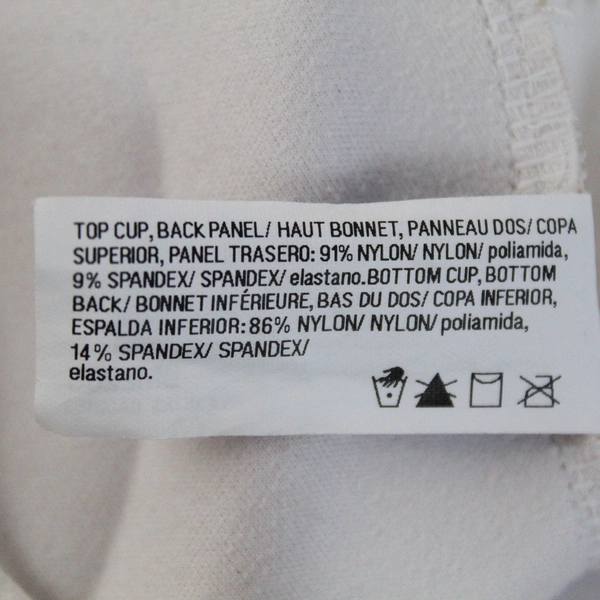 TOP CUP, BACK PANEL/ HAUT BONNET, PANNEAU DOS/ COPA
SUPERIOR, PANEL TRASERO: 91% NYLON/ NYLON/ poliamida,
9% SPANDEX/ SPANDEX/ elastano.BOTTOM CUP, BOTTOM
BACK/ BONNET INFÉRIEURE, BAS DU DOS/ COPA INFERIOR,
ESPALDA INFERIOR: 86% NYLON/ NYLON/ poliamida,
14% SPANDEX/ SPANDEX/
elastano.